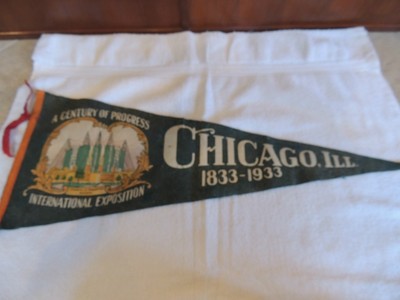 A CENTURY OF PROGRESS
INTERNATIONAL EXPOSITION
CHICAGO, ILL.
1833-1933